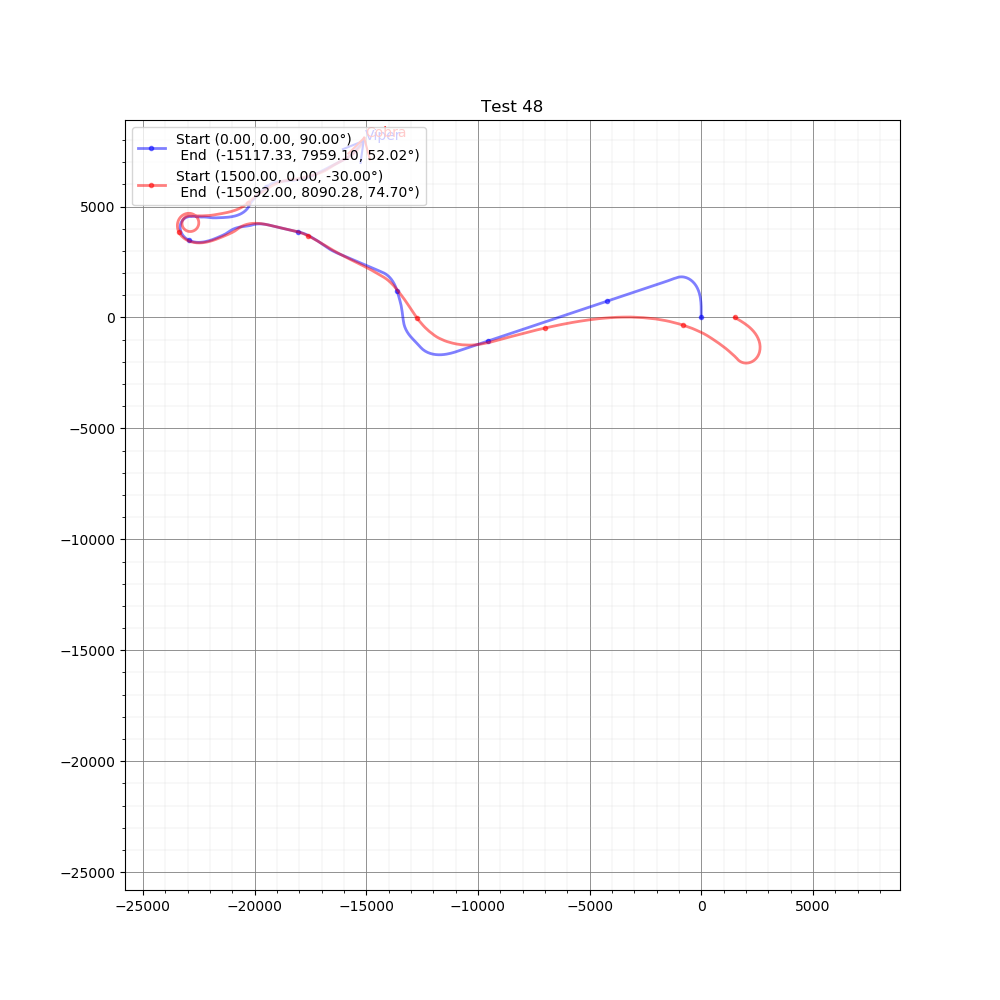 Test 48
Viper
Start (0.00, 0.00, 90.00°)
End (-15117.33, 7959.10, 52.02°)
Start (1500.00, 0.00, -30.00°)
End (-15092.00, 8090.28, 74.70°)
5000
0
−5000
−10000
−15000
−20000
−25000
−25000
−20000
−15000
−10000
−5000
0
5000